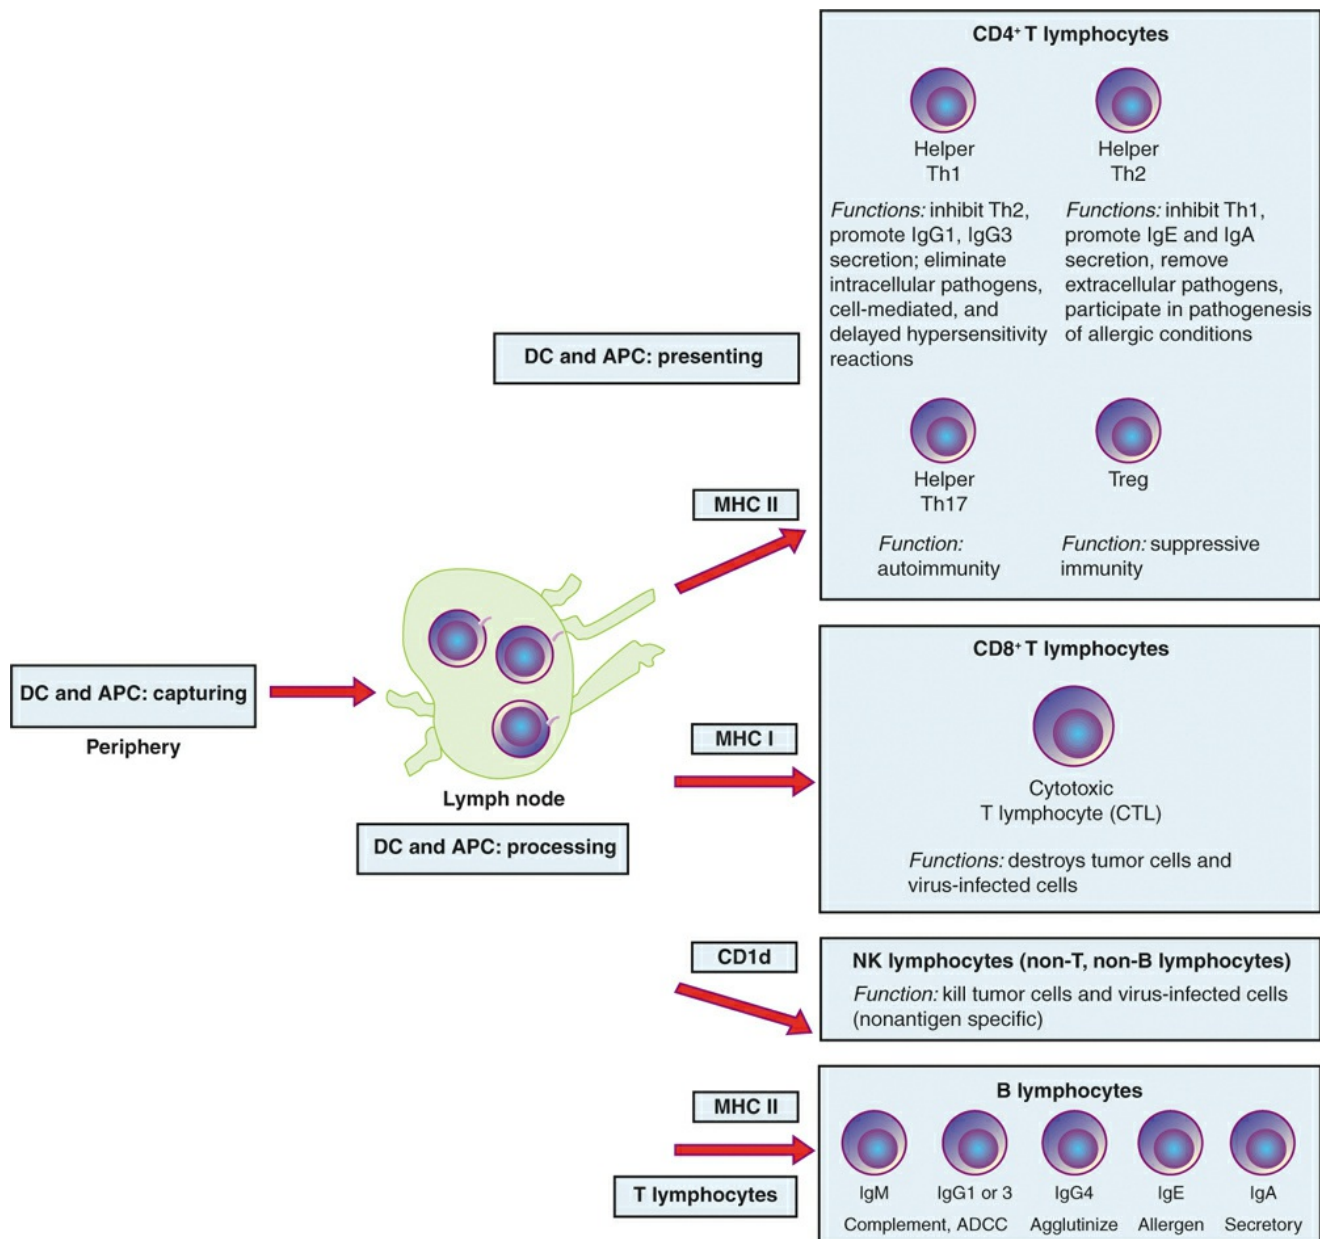 CD4+ T lymphocytes
Helper
Th1
Helper
Th2
Functions: inhibit Th2,
promote IgG1, IgG3
secretion; eliminate
intracellular pathogens,
cell-mediated, and
delayed hypersensitivity
reactions
Functions: inhibit Th1,
promote IgE and IgA
secretion, remove
extracellular pathogens,
participate in pathogenesis
of allergic conditions
DC and APC: presenting
Helper
Th17
Treg
MHC II
Function:
autoimmunity
Function: suppressive
immunity
DC and APC: capturing
Periphery
Lymph node
DC and APC: processing
MHC I
CD8+ T lymphocytes
Cytotoxic
T lymphocyte (CTL)
Functions: destroys tumor cells and
virus-infected cells
CD1d
NK lymphocytes (non-T, non-B lymphocytes)
Function: kill tumor cells and virus-infected cells
(nonantigen specific)
MHC II
T lymphocytes
B lymphocytes
IgM
IgG1 or 3
IgG4
IgE
IgA
Complement, ADCC
Agglutinize
Allergen
Secretory